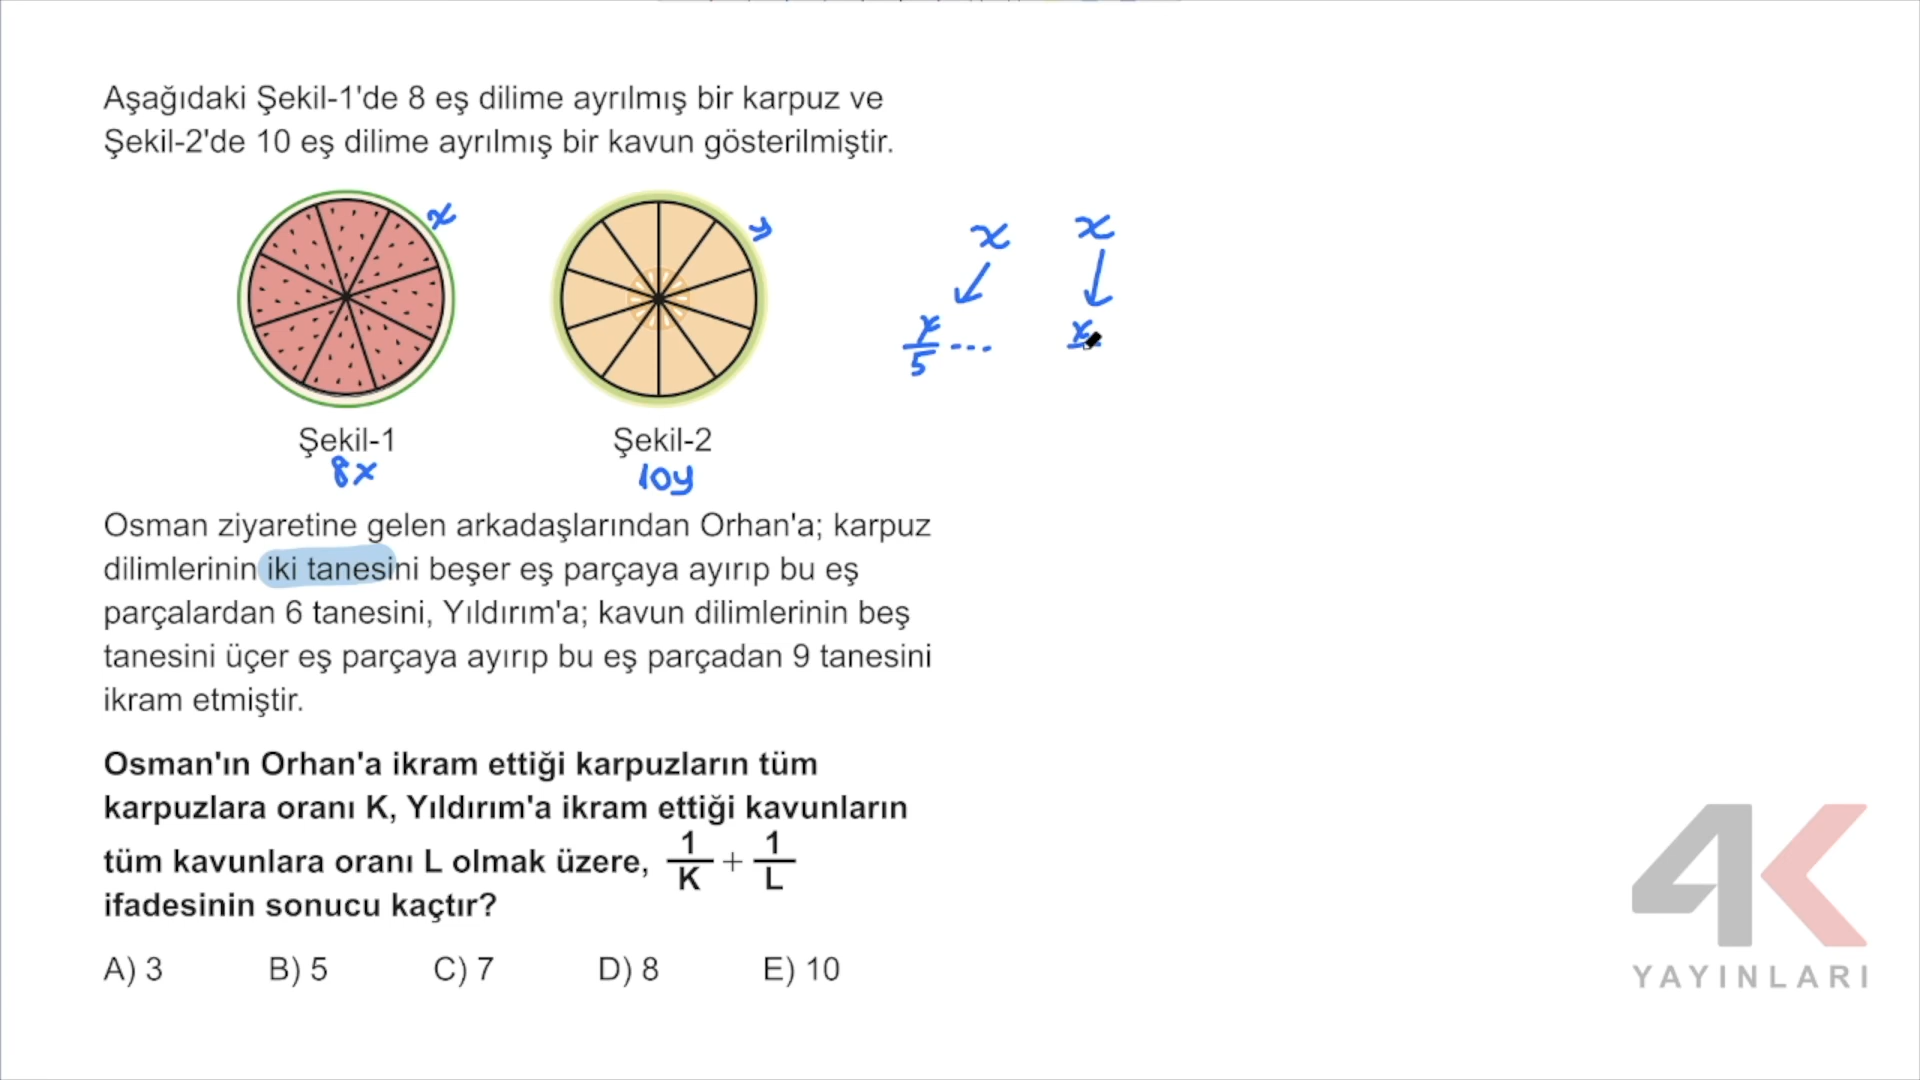 Aşağıdaki Şekil-1'de 8 eş dilime ayrılmış bir karpuz ve
Şekil-2'de 10 eş dilime ayrılmış bir kavun gösterilmiştir.
x
y
x
x
x/5 ...
x
Şekil-1
Şekil-2
8x
10y
Osman ziyaretine gelen arkadaşlarından Orhan'a; karpuz
dilimlerinin iki tanesini beşer eş parçaya ayırıp bu eş
parçalardan 6 tanesini, Yıldırım'a; kavun dilimlerinin beş
tanesini üçer eş parçaya ayırıp bu eş parçadan 9 tanesini
ikram etmiştir.
Osman'ın Orhan'a ikram ettiği karpuzların tüm
karpuzlara oranı K, Yıldırım'a ikram ettiği kavunların
tüm kavunlara oranı L olmak üzere, 1/K + 1/L
ifadesinin sonucu kaçtır?
A) 3 B) 5 C) 7 D) 8 E) 10
4K
YAYINLARI